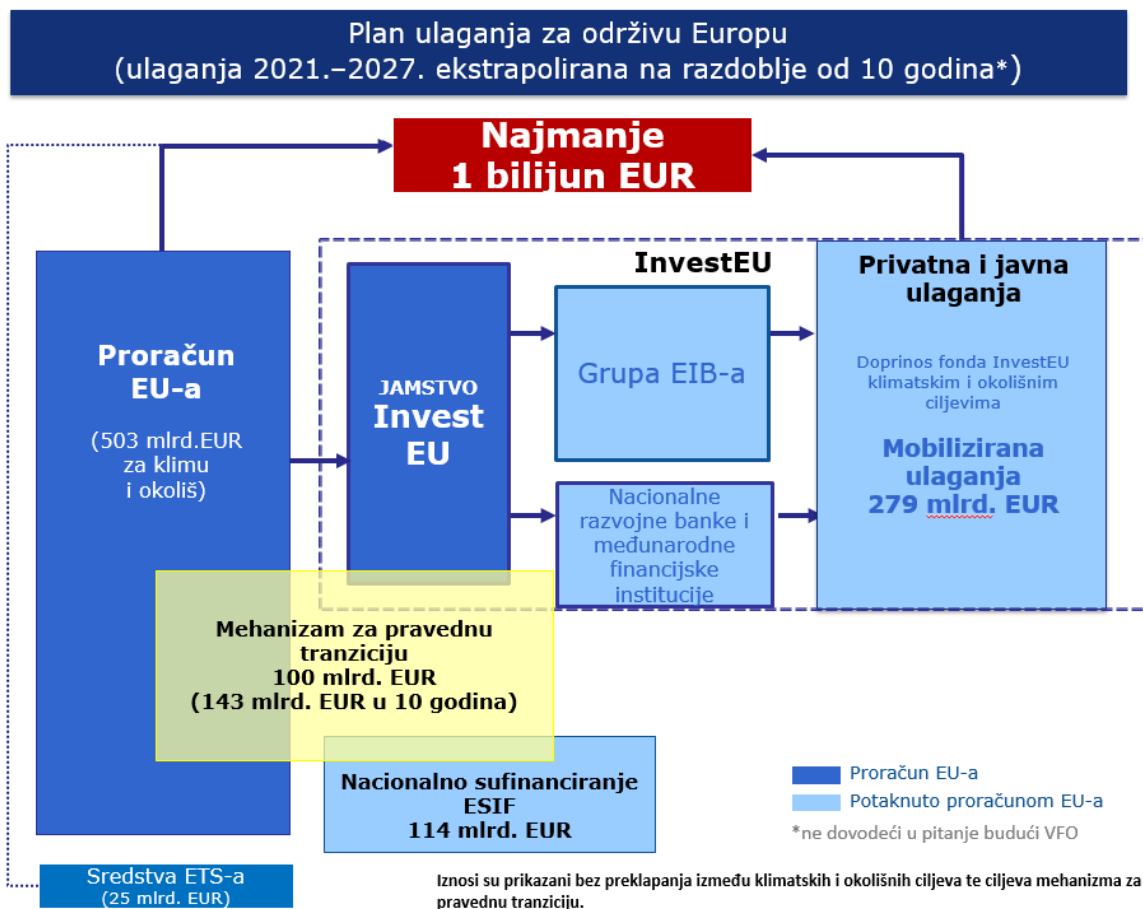 Plan ulaganja za održivu Europu
(ulaganja 2021.–2027. ekstrapolirana na razdoblje od 10 godina*)
Najmanje
1 bilijun EUR
Proračun
EU-a
(503 mlrd.EUR
za klimu
i okoliš)
JAMSTVO
Invest
EU
InvestEU
Grupa EIB-a
Nacionalne
razvojne banke i
međunarodne
financijske
institucije
Privatna i javna
ulaganja
Doprinos fonda InvestEU
klimatskim i okolišnim
ciljevima
Mobilizirana
ulaganja
279 mlrd. EUR
Mehanizam za pravednu
tranziciju
100 mlrd. EUR
(143 mlrd. EUR u 10 godina)
Nacionalno sufinanciranje
ESIF
114 mlrd. EUR
Proračun EU-a
Potaknuto proračunom EU-a
*ne dovodeći u pitanje budući VFO
Sredstva ETS-a
(25 mlrd. EUR)
Iznosi su prikazani bez preklapanja između klimatskih i okolišnih ciljeva te ciljeva mehanizma za
pravednu tranziciju.